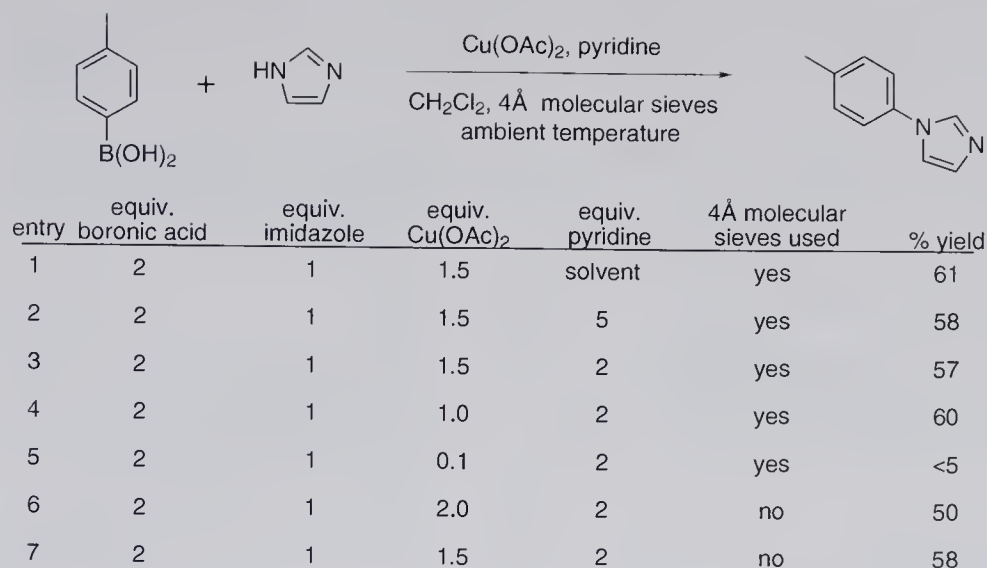 Cu(OAc)2, pyridine
+
HN
N
CH2Cl2, 4Å molecular sieves
ambient temperature
B(OH)2
N
N
entry equiv. boronic acid equiv. imidazole equiv. Cu(OAc)2 equiv. pyridine 4Å molecular sieves used % yield
1 2 1 1.5 solvent yes 61
2 2 1 1.5 5 yes 58
3 2 1 1.5 2 yes 57
4 2 1 1.0 2 yes 60
5 2 1 0.1 2 yes <5
6 2 1 2.0 2 no 50
7 2 1 1.5 2 no 58